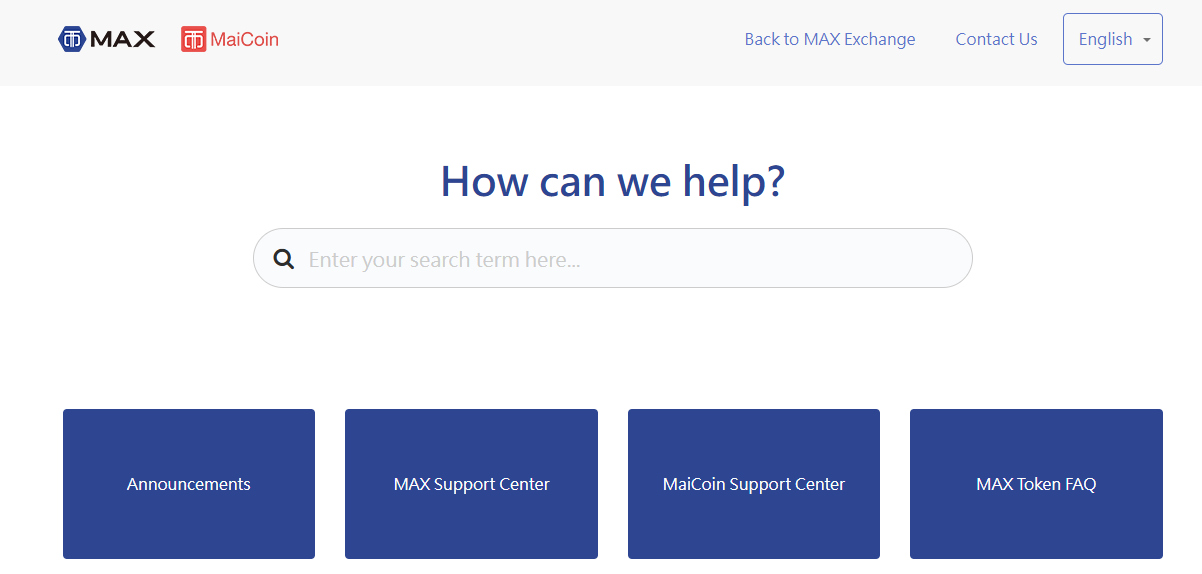 MAX MaiCoin Back to MAX Exchange Contact Us English
How can we help?
Enter your search term here...
Announcements MAX Support Center MaiCoin Support Center MAX Token FAQ